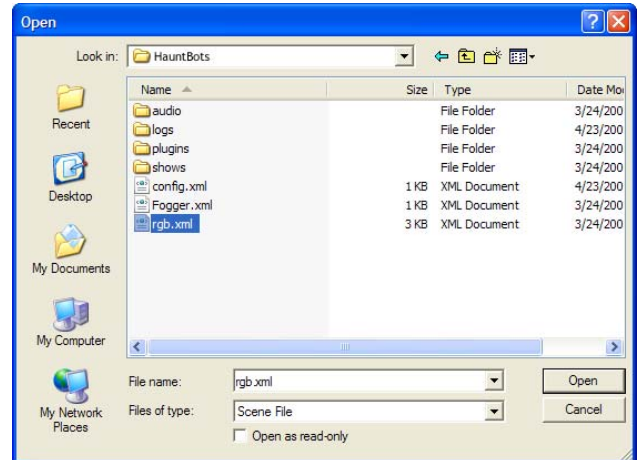 Open
Look in: HauntBots
Name Size Type Date Mo
audio File Folder 3/24/200
logs File Folder 4/23/200
plugins File Folder 3/24/200
shows File Folder 3/24/200
config.xml 1 KB XML Document 4/23/200
Fogger.xml 1 KB XML Document 3/24/200
rgb.xml 3 KB XML Document 3/24/200
Recent
Desktop
My Documents
My Computer
My Network
Places
File name: rgb.xml Open
Files of type: Scene File Cancel
Open as read-only